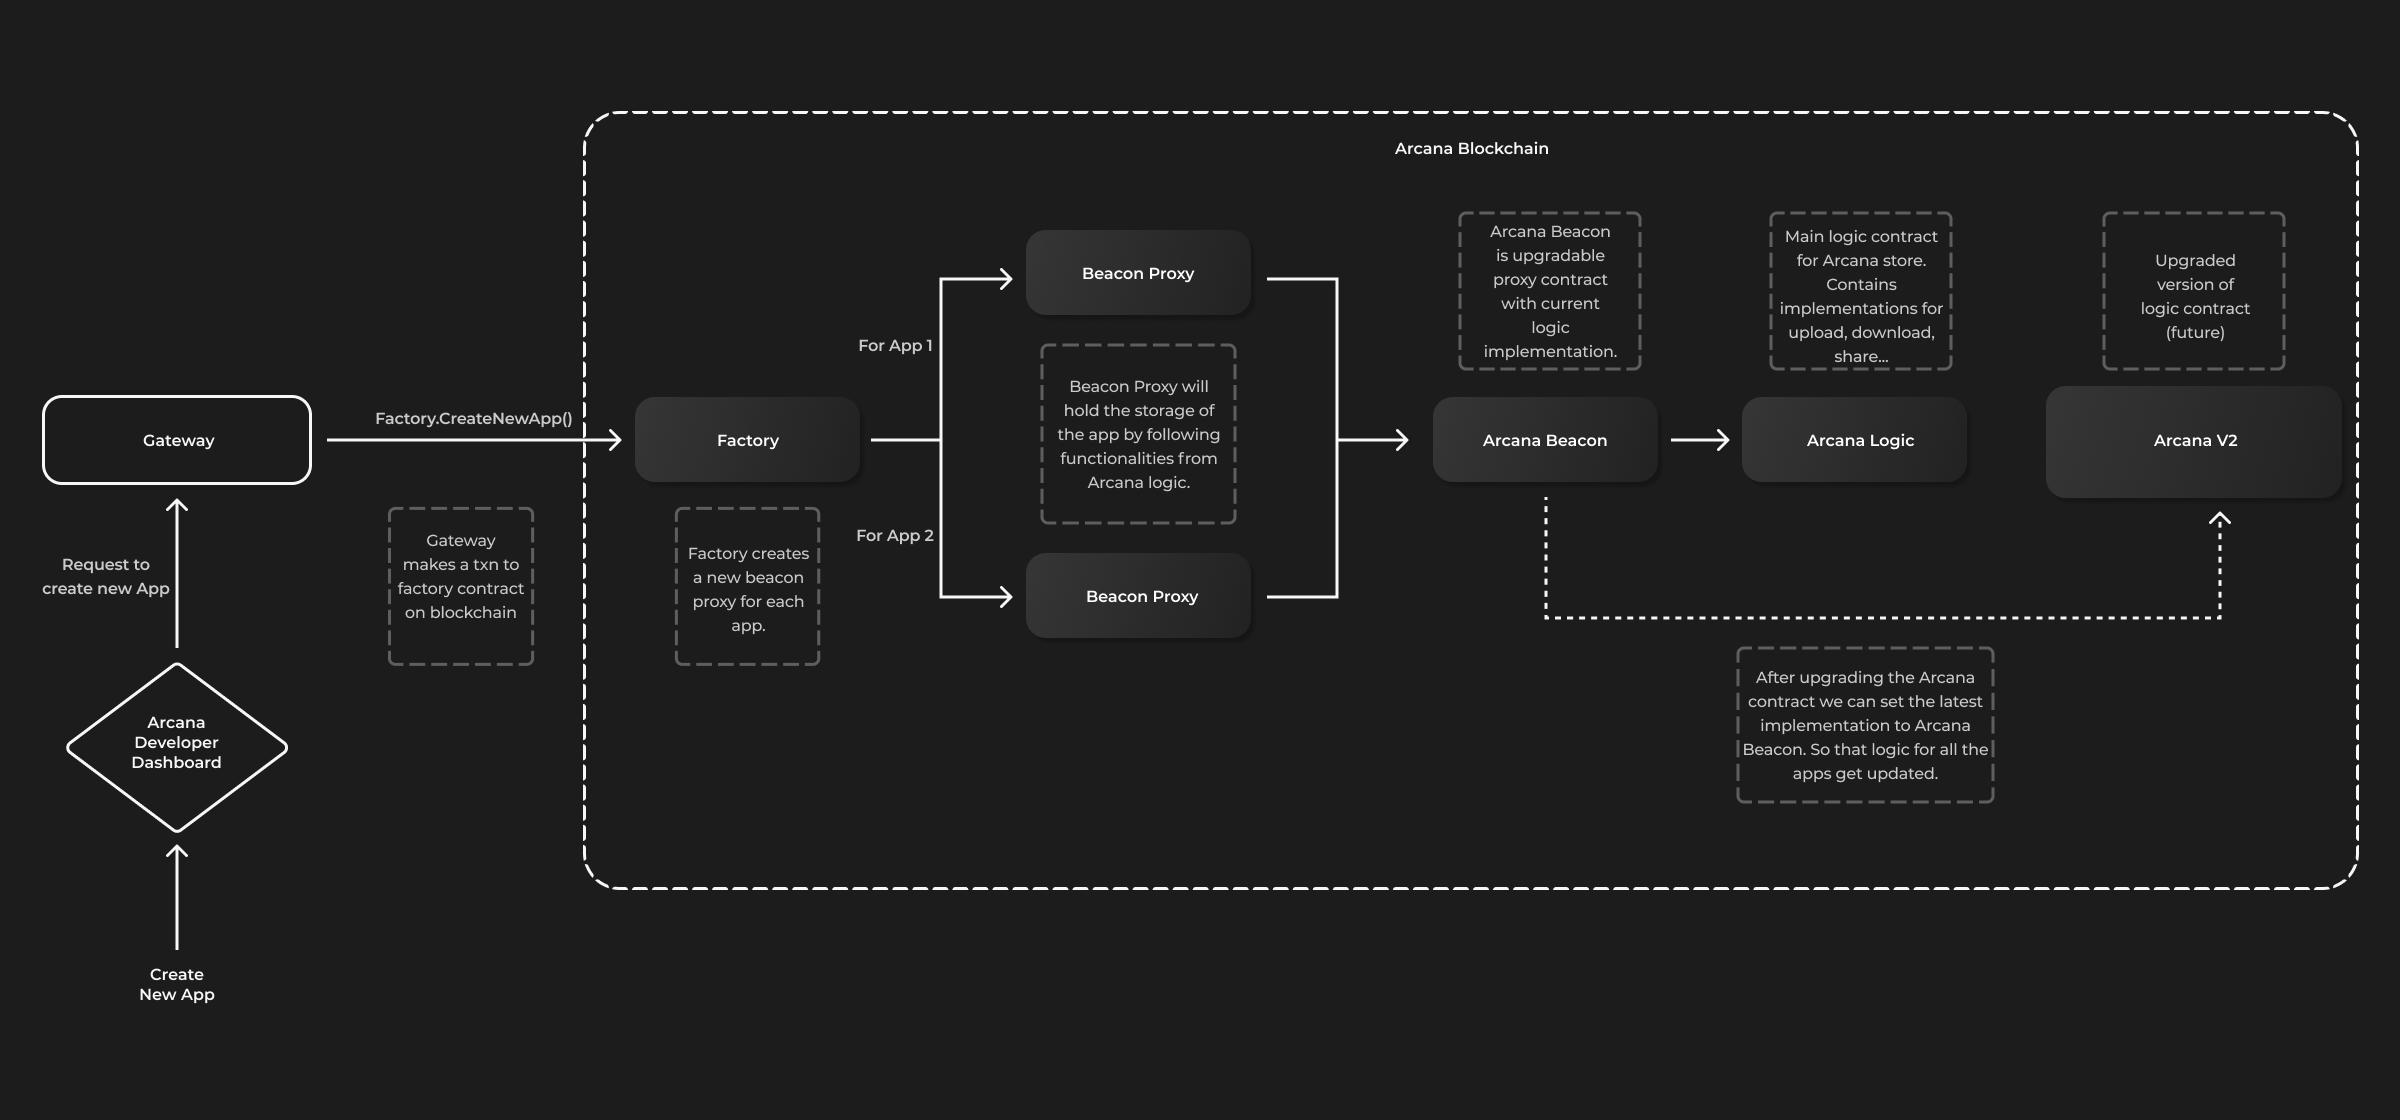 Arcana Blockchain
Gateway
Factory.CreateNewApp()
Gateway
makes a txn to
factory contract
on blockchain
Request to
create new App
Arcana
Developer
Dashboard
Create
New App
Factory
Factory creates
a new beacon
proxy for each
app.
For App 1
For App 2
Beacon Proxy
Beacon Proxy will
hold the storage of
the app by following
functionalities from
Arcana logic.
Beacon Proxy
Arcana Beacon
is upgradable
proxy contract
with current
logic
implementation.
Arcana Beacon
Main logic contract
for Arcana store.
Contains
implementations for
upload, download,
share...
Arcana Logic
Upgraded
version of
logic contract
(future)
Arcana V2
After upgrading the Arcana
contract we can set the latest
implementation to Arcana
Beacon. So that logic for all the
apps get updated.